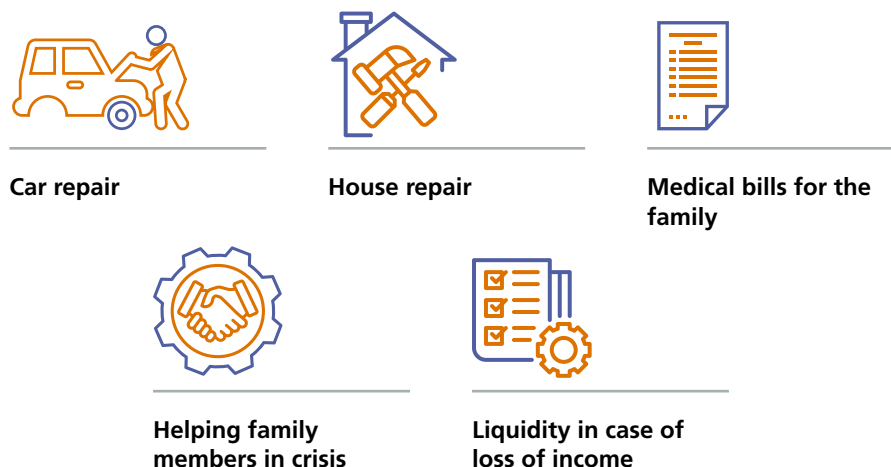 Car repair
House repair
Medical bills for the
family
Helping family
members in crisis
Liquidity in case of
loss of income